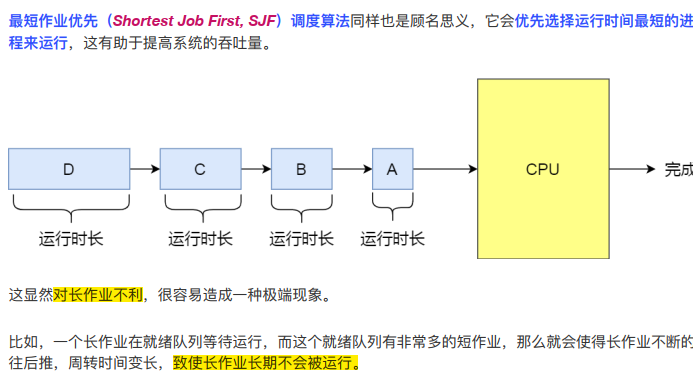 最短作业优先（Shortest Job First, SJF）调度算法同样也是顾名思义，它会优先选择运行时间最短的进
程来运行，这有助于提高系统的吞吐量。
D C B A CPU 完成
运行时长 运行时长 运行时长 运行时长
这显然对长作业不利，很容易造成一种极端现象。
比如，一个长作业在就绪队列等待运行，而这个就绪队列有非常多的短作业，那么就会使得长作业不断的
往后推，周转时间变长，致使长作业长期不会被运行。